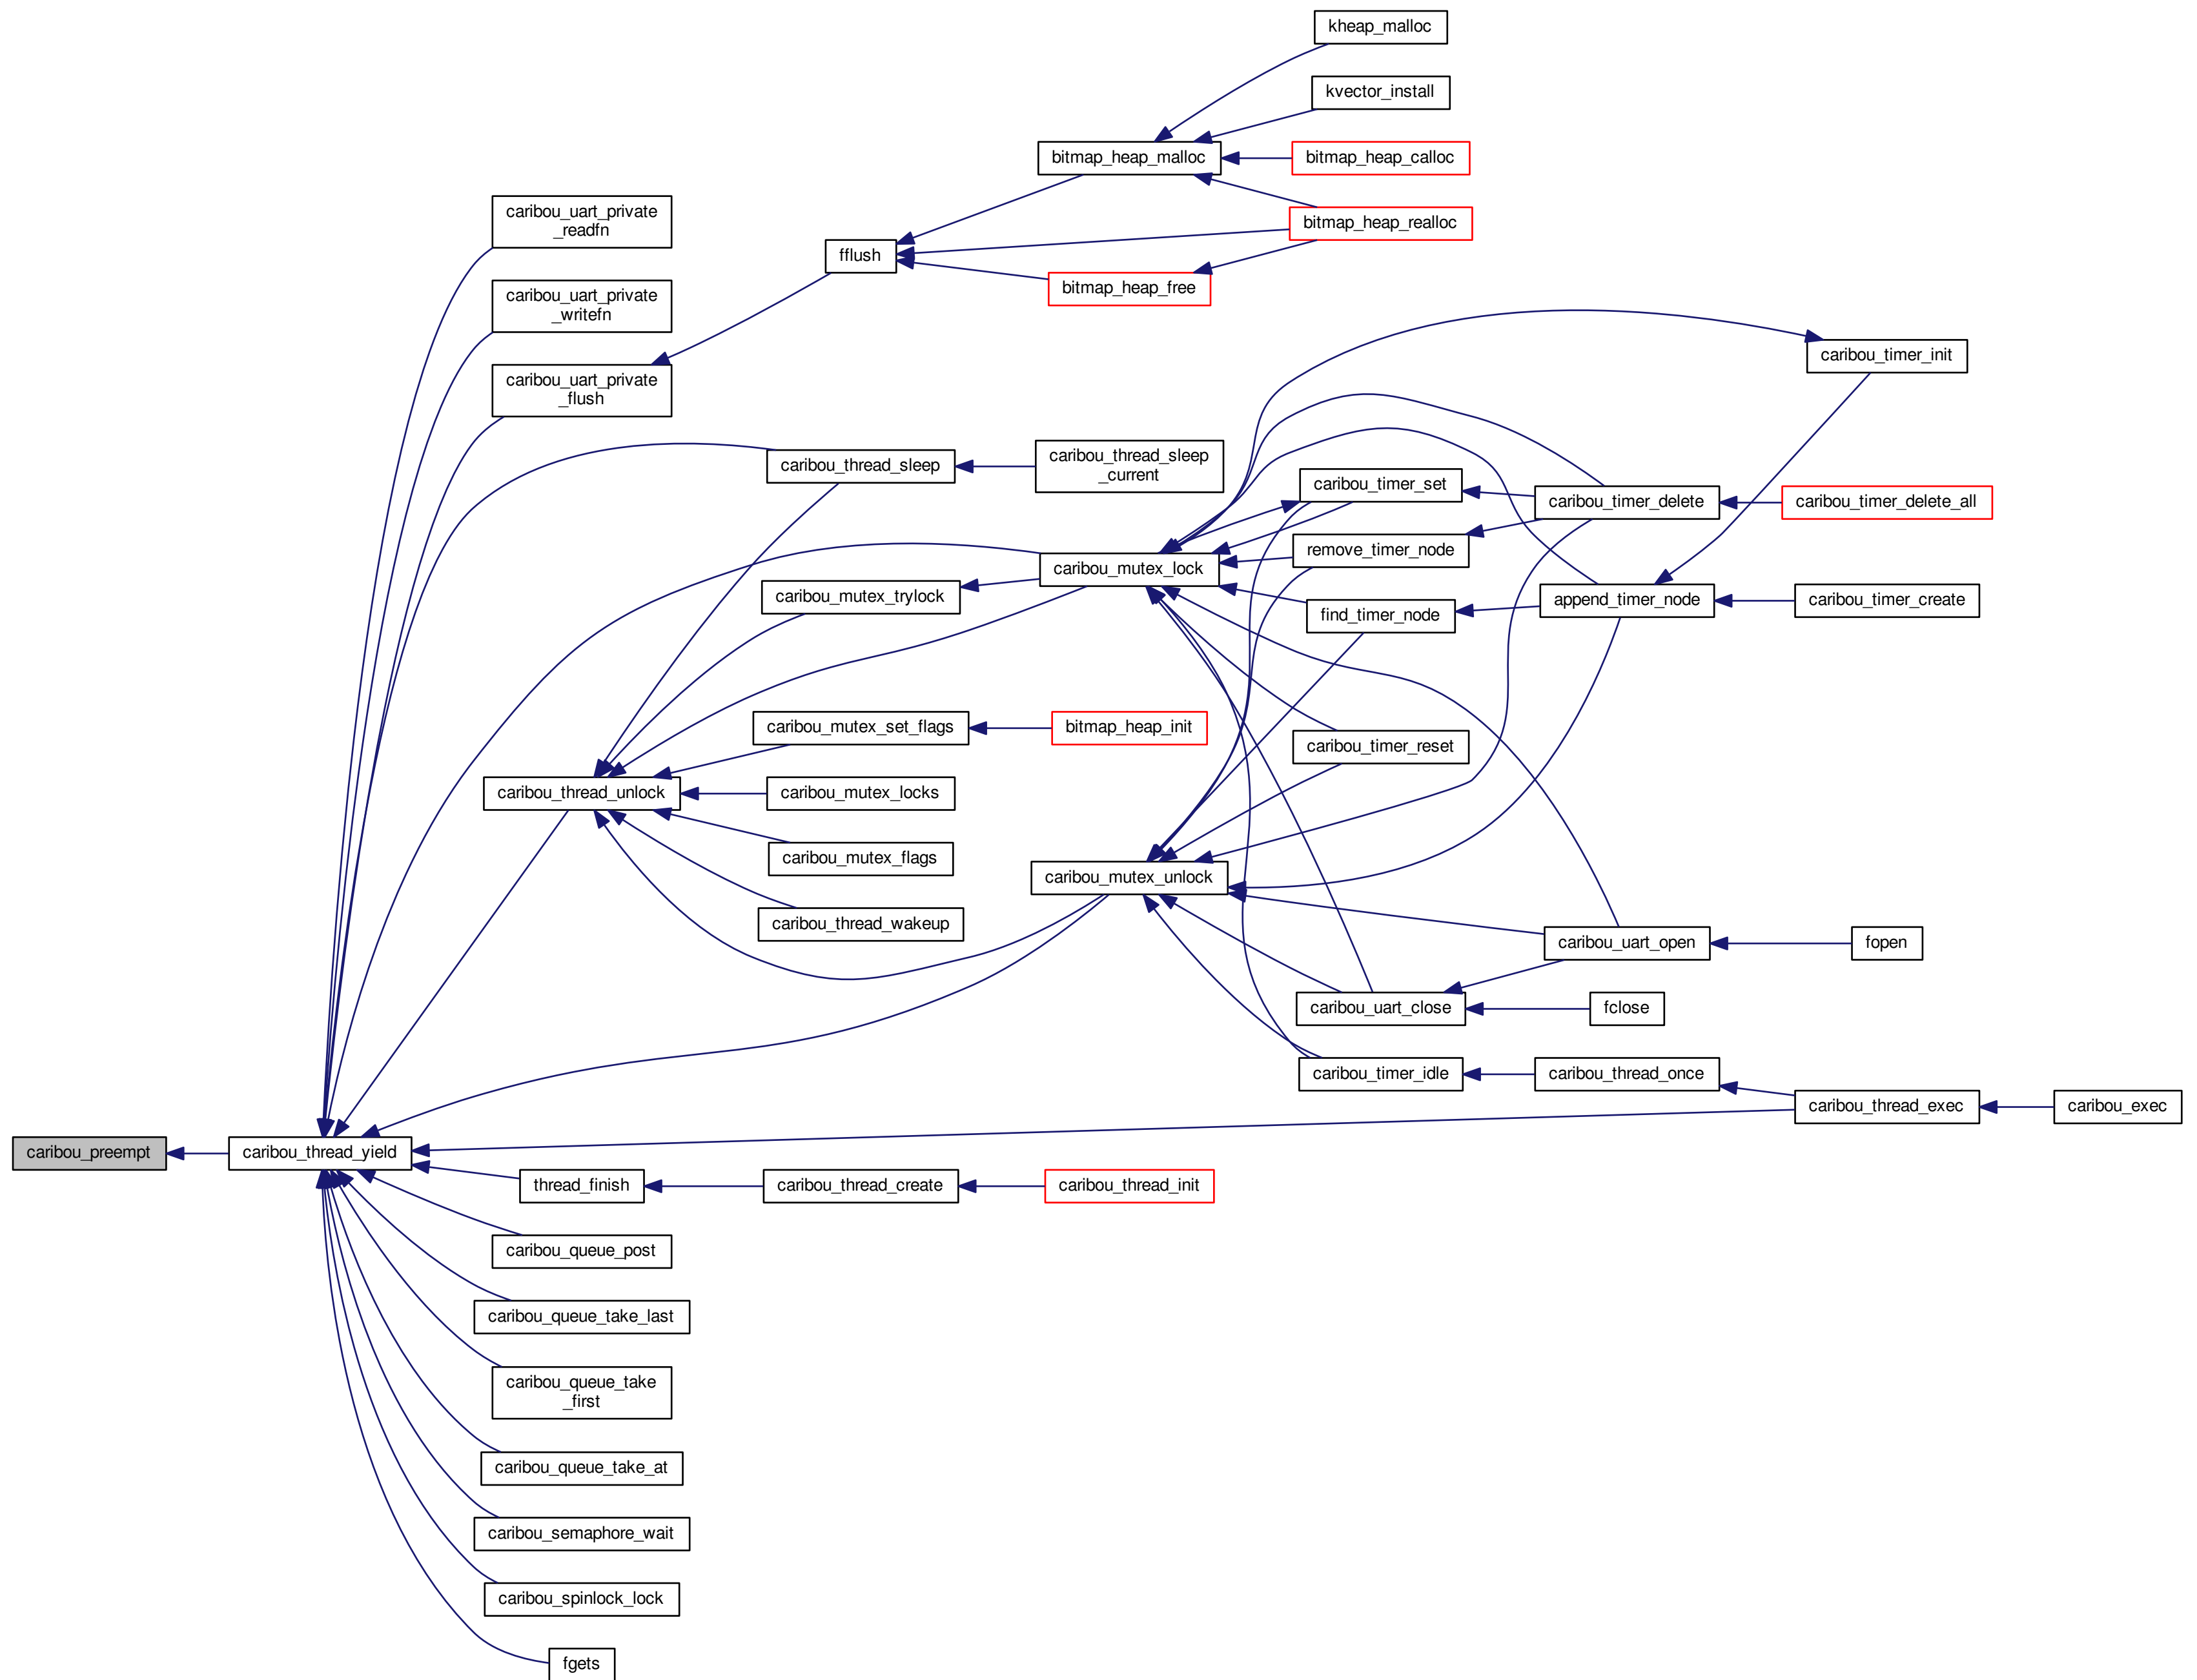 kheap_malloc
kvector_install
bitmap_heap_malloc
bitmap_heap_calloc
caribou_uart_private
_readfn
bitmap_heap_realloc
fflush
bitmap_heap_free
caribou_uart_private
_writefn
caribou_timer_init
caribou_uart_private
_flush
caribou_thread_sleep
caribou_thread_sleep
_current
caribou_timer_set
caribou_timer_delete
caribou_timer_delete_all
remove_timer_node
caribou_mutex_lock
caribou_mutex_trylock
find_timer_node
append_timer_node
caribou_timer_create
caribou_mutex_set_flags
bitmap_heap_init
caribou_timer_reset
caribou_thread_unlock
caribou_mutex_locks
caribou_mutex_flags
caribou_mutex_unlock
caribou_thread_wakeup
caribou_uart_open
fopen
caribou_uart_close
fclose
caribou_timer_idle
caribou_thread_once
caribou_thread_exec
caribou_exec
caribou_preempt
caribou_thread_yield
thread_finish
caribou_thread_create
caribou_thread_init
caribou_queue_post
caribou_queue_take_last
caribou_queue_take
_first
caribou_queue_take_at
caribou_semaphore_wait
caribou_spinlock_lock
fgets